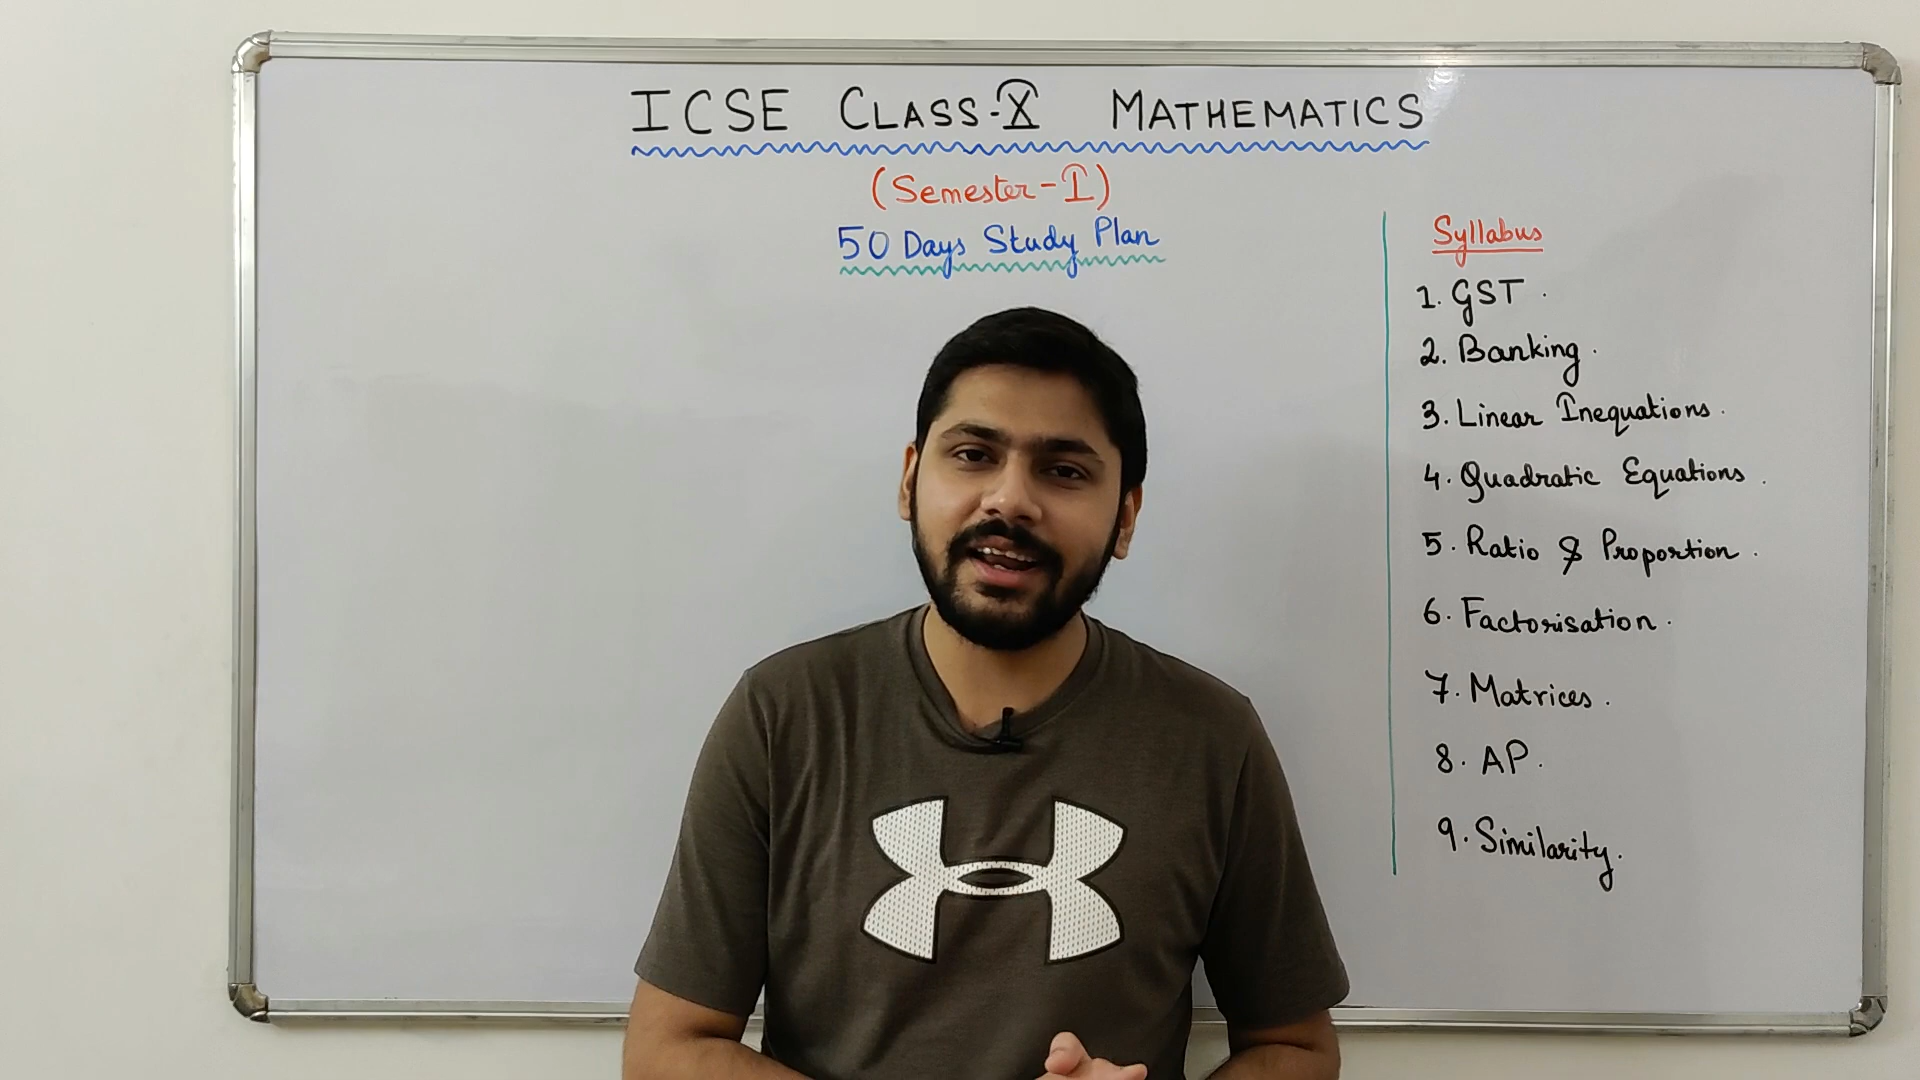 ICSE CLASS-X MATHEMATICS
(Semester-I)
50 Days Study Plan
Syllabus
1. GST.
2. Banking.
3. Linear Inequations.
4. Quadratic Equations.
5. Ratio & Proportion.
6. Factorisation.
7. Matrices.
8. AP.
9. Similarity.